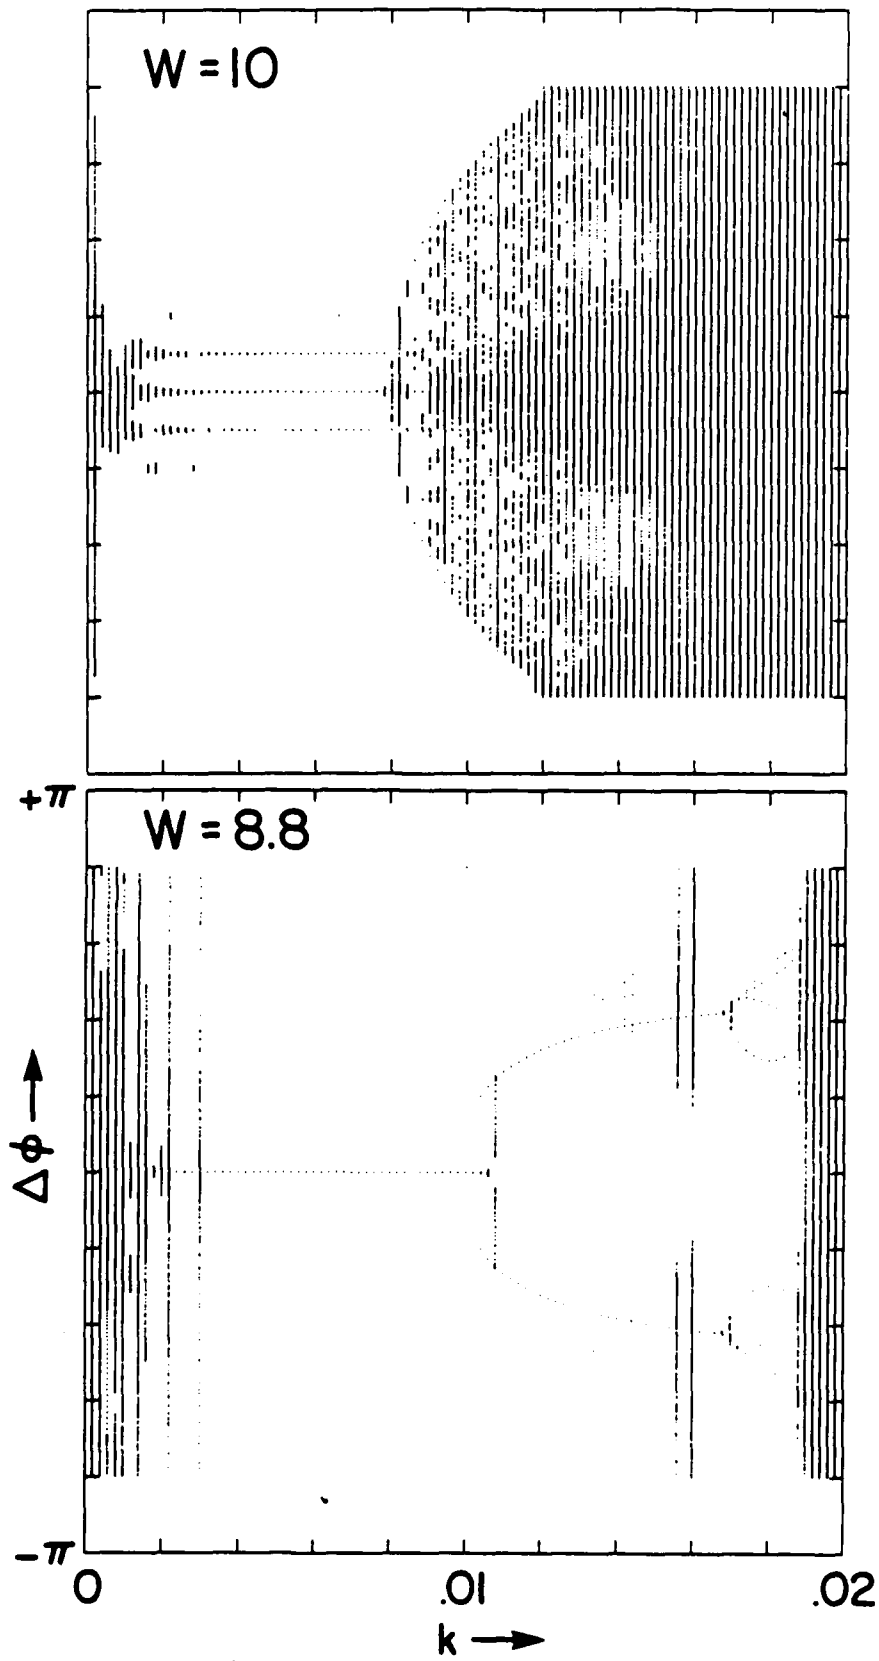 W = 10
+π
W = 8.8
Δϕ →
-π
0 .01 .02
k →